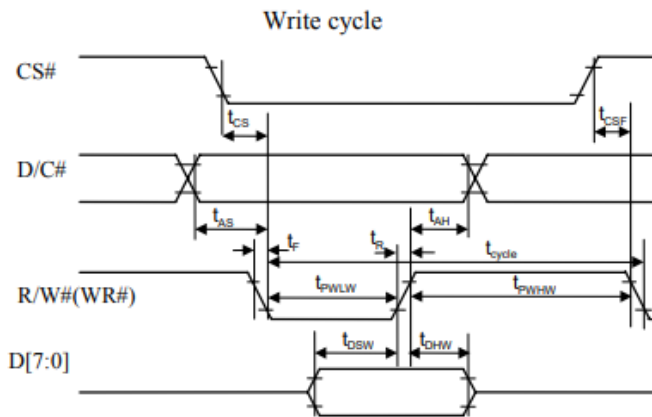 Write cycle
CS#
tCS
tCSF
D/C#
tAS
tAH
tF
tR
tcycle
R/W#(WR#)
tPWLW
tPWHW
D[7:0]
tDSW
tDHW